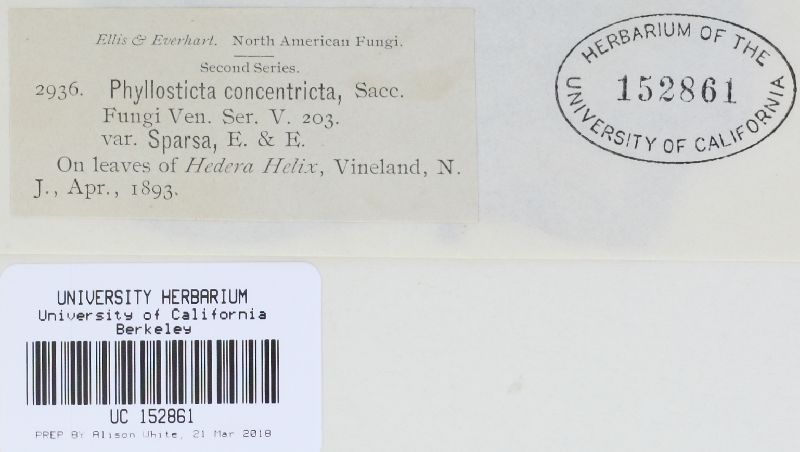 Ellis & Everhart. North American Fungi.
Second Series.
2936. Phyllosticta concentricta, Sacc.
Fungi Ven. Ser. V. 203.
var. Sparsa, E. & E.
On leaves of Hedera Helix, Vineland, N.
J., Apr., 1893.
HERBARIUM OF THE
152861
UNIVERSITY OF CALIFORNIA
UNIVERSITY HERBARIUM
University of California
Berkeley
UC 152861
PREP BY Alison White, 21 Mar 2018